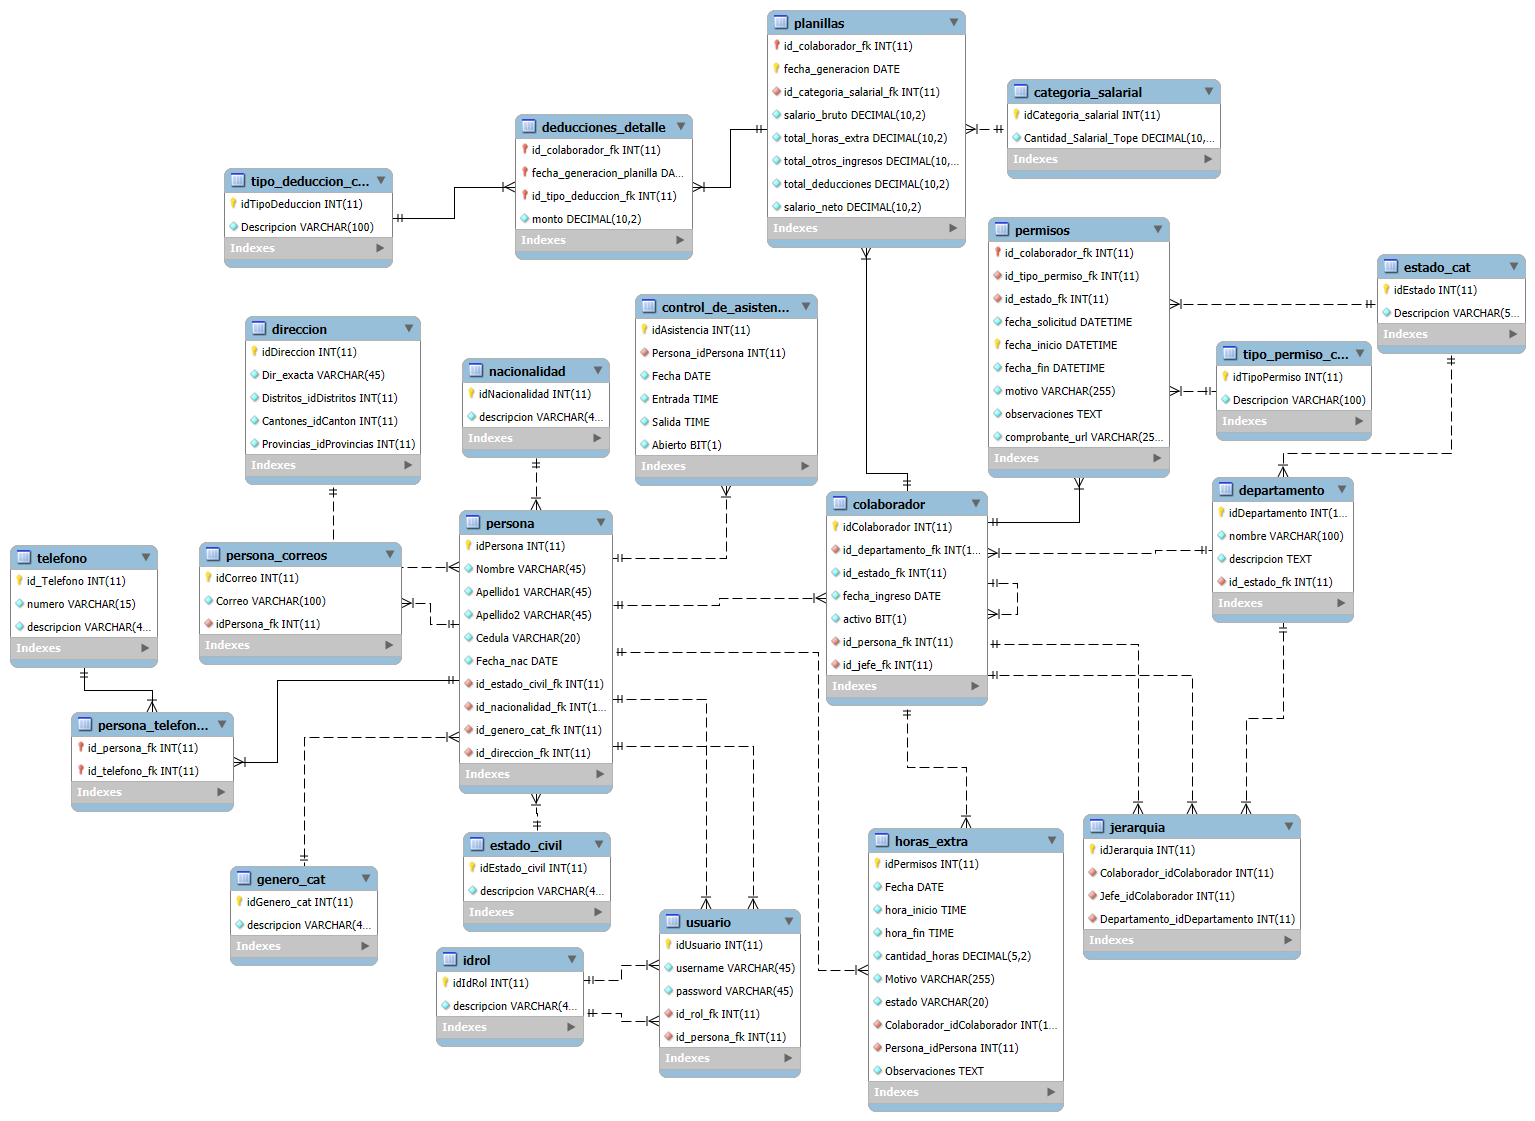 planillas
id_colaborador_fk INT(11)
fecha_generacion DATE
id_categoria_salarial_fk INT(11)
salario_bruto DECIMAL(10,2)
total_horas_extra DECIMAL(10,2)
total_otros_ingresos DECIMAL(10,...
total_deducciones DECIMAL(10,2)
salario_neto DECIMAL(10,2)
Indexes
categoria_salarial
idCategoria_salarial INT(11)
Cantidad_Salarial_Tope DECIMAL(10,...
Indexes
deducciones_detalle
id_colaborador_fk INT(11)
fecha_generacion_planilla DA...
id_tipo_deduccion_fk INT(11)
monto DECIMAL(10,2)
Indexes
tipo_deduccion_c...
idTipoDeduccion INT(11)
Descripcion VARCHAR(100)
Indexes
permisos
id_colaborador_fk INT(11)
id_tipo_permiso_fk INT(11)
id_estado_fk INT(11)
fecha_solicitud DATETIME
fecha_inicio DATETIME
fecha_fin DATETIME
motivo VARCHAR(255)
observaciones TEXT
comprobante_url VARCHAR(25...
Indexes
estado_cat
idEstado INT(11)
Descripcion VARCHAR(5...
Indexes
tipo_permiso_c...
idTipoPermiso INT(11)
Descripcion VARCHAR(100)
Indexes
direccion
idDireccion INT(11)
Dir_exacta VARCHAR(45)
Distritos_idDistritos INT(11)
Cantones_idCanton INT(11)
Provincias_idProvincias INT(11)
Indexes
nacionalidad
idNacionalidad INT(11)
descripcion VARCHAR(4...
Indexes
control_de_asisten...
idAsistencia INT(11)
Persona_idPersona INT(11)
Fecha DATE
Entrada TIME
Salida TIME
Abierto BIT(1)
Indexes
departamento
idDepartamento INT(1...
nombre VARCHAR(100)
descripcion TEXT
id_estado_fk INT(11)
Indexes
colaborador
idColaborador INT(11)
id_departamento_fk INT(1...
id_estado_fk INT(11)
fecha_ingreso DATE
activo BIT(1)
id_persona_fk INT(11)
id_jefe_fk INT(11)
Indexes
persona
idPersona INT(11)
Nombre VARCHAR(45)
Apellido1 VARCHAR(45)
Apellido2 VARCHAR(45)
Cedula VARCHAR(20)
Fecha_nac DATE
id_estado_civil_fk INT(11)
id_nacionalidad_fk INT(1...
id_genero_cat_fk INT(11)
id_direccion_fk INT(11)
Indexes
telefono
id_Telefono INT(11)
numero VARCHAR(15)
descripcion VARCHAR(4...
Indexes
persona_correos
idCorreo INT(11)
Correo VARCHAR(100)
idPersona_fk INT(11)
Indexes
persona_telefon...
id_persona_fk INT(11)
id_telefono_fk INT(11)
Indexes
genero_cat
idGenero_cat INT(11)
descripcion VARCHAR(4...
Indexes
estado_civil
idEstado_civil INT(11)
descripcion VARCHAR(4...
Indexes
idrol
idIdRol INT(11)
descripcion VARCHAR(4...
Indexes
usuario
idUsuario INT(11)
username VARCHAR(45)
password VARCHAR(45)
id_rol_fk INT(11)
id_persona_fk INT(11)
Indexes
horas_extra
idPermisos INT(11)
Fecha DATE
hora_inicio TIME
hora_fin TIME
cantidad_horas DECIMAL(5,2)
Motivo VARCHAR(255)
estado VARCHAR(20)
Colaborador_idColaborador INT(1...
Persona_idPersona INT(11)
Observaciones TEXT
Indexes
jerarquia
idJerarquia INT(11)
Colaborador_idColaborador INT(11)
Jefe_idColaborador INT(11)
Departamento_idDepartamento INT(11)
Indexes